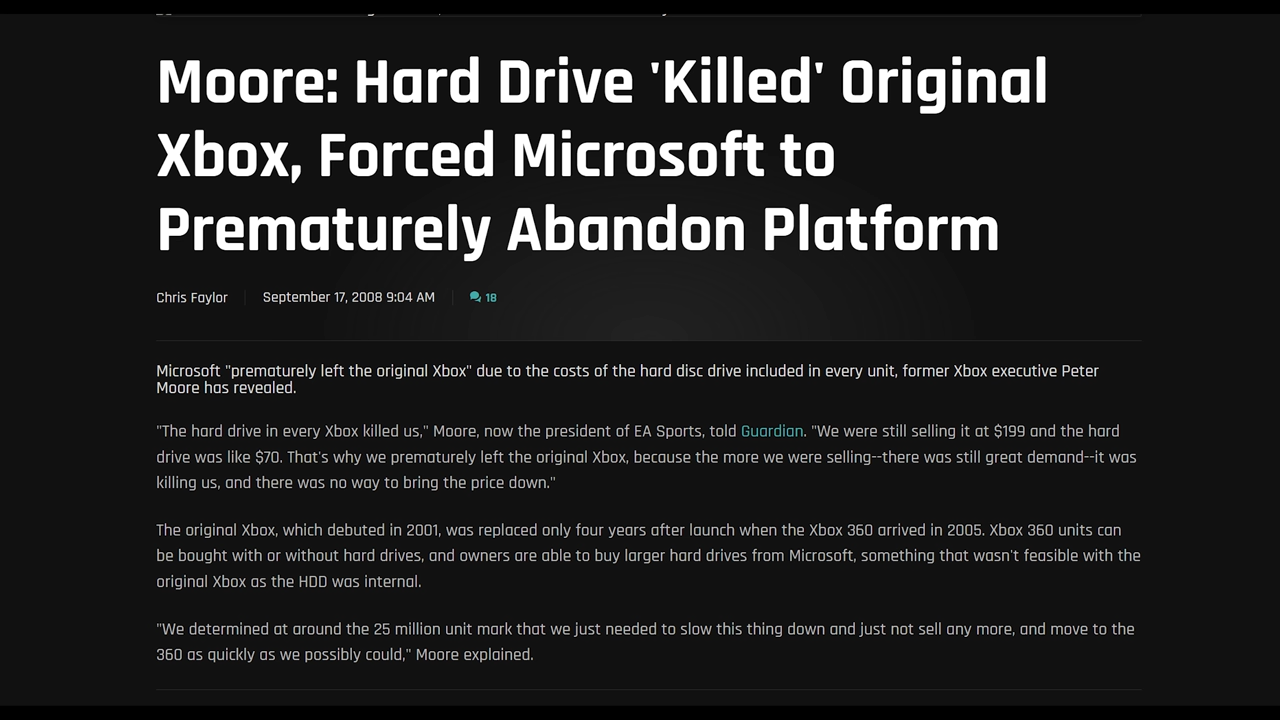 Moore: Hard Drive 'Killed' Original
Xbox, Forced Microsoft to
Prematurely Abandon Platform
Chris Faylor September 17, 2008 9:04 AM 18
Microsoft "prematurely left the original Xbox" due to the costs of the hard disc drive included in every unit, former Xbox executive Peter
Moore has revealed.
"The hard drive in every Xbox killed us," Moore, now the president of EA Sports, told Guardian. "We were still selling it at $199 and the hard
drive was like $70. That's why we prematurely left the original Xbox, because the more we were selling--there was still great demand--it was
killing us, and there was no way to bring the price down."
The original Xbox, which debuted in 2001, was replaced only four years after launch when the Xbox 360 arrived in 2005. Xbox 360 units can
be bought with or without hard drives, and owners are able to buy larger hard drives from Microsoft, something that wasn't feasible with the
original Xbox as the HDD was internal.
"We determined at around the 25 million unit mark that we just needed to slow this thing down and just not sell any more, and move to the
360 as quickly as we possibly could," Moore explained.